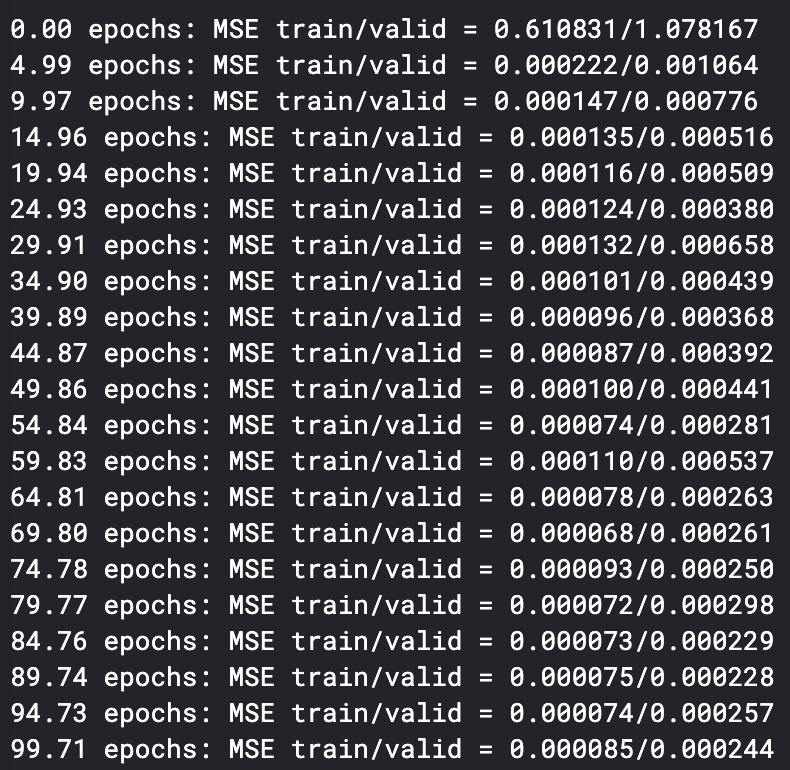 0.00 epochs: MSE train/valid = 0.610831/1.078167
4.99 epochs: MSE train/valid = 0.000222/0.001064
9.97 epochs: MSE train/valid = 0.000147/0.000776
14.96 epochs: MSE train/valid = 0.000135/0.000516
19.94 epochs: MSE train/valid = 0.000116/0.000509
24.93 epochs: MSE train/valid = 0.000124/0.000380
29.91 epochs: MSE train/valid = 0.000132/0.000658
34.90 epochs: MSE train/valid = 0.000101/0.000439
39.89 epochs: MSE train/valid = 0.000096/0.000368
44.87 epochs: MSE train/valid = 0.000087/0.000392
49.86 epochs: MSE train/valid = 0.000100/0.000441
54.84 epochs: MSE train/valid = 0.000074/0.000281
59.83 epochs: MSE train/valid = 0.000110/0.000537
64.81 epochs: MSE train/valid = 0.000078/0.000263
69.80 epochs: MSE train/valid = 0.000068/0.000261
74.78 epochs: MSE train/valid = 0.000093/0.000250
79.77 epochs: MSE train/valid = 0.000072/0.000298
84.76 epochs: MSE train/valid = 0.000073/0.000229
89.74 epochs: MSE train/valid = 0.000075/0.000228
94.73 epochs: MSE train/valid = 0.000074/0.000257
99.71 epochs: MSE train/valid = 0.000085/0.000244